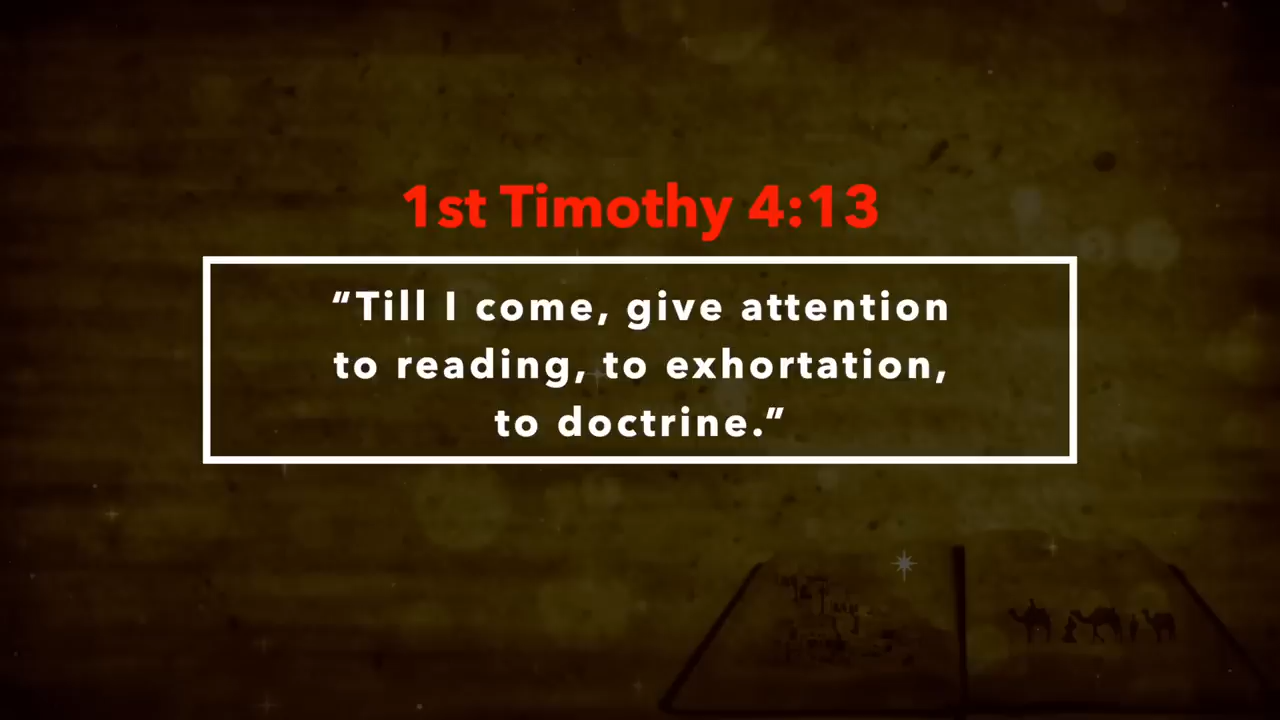 1st Timothy 4:13
“Till I come, give attention
to reading, to exhortation,
to doctrine.”